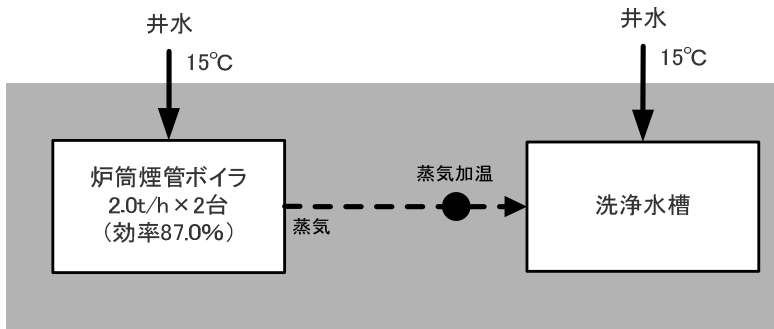 井水
15℃
井水
15℃
炉筒煙管ボイラ
2.0t/h×2台
（効率87.0％）
蒸気
蒸気加温
洗浄水槽